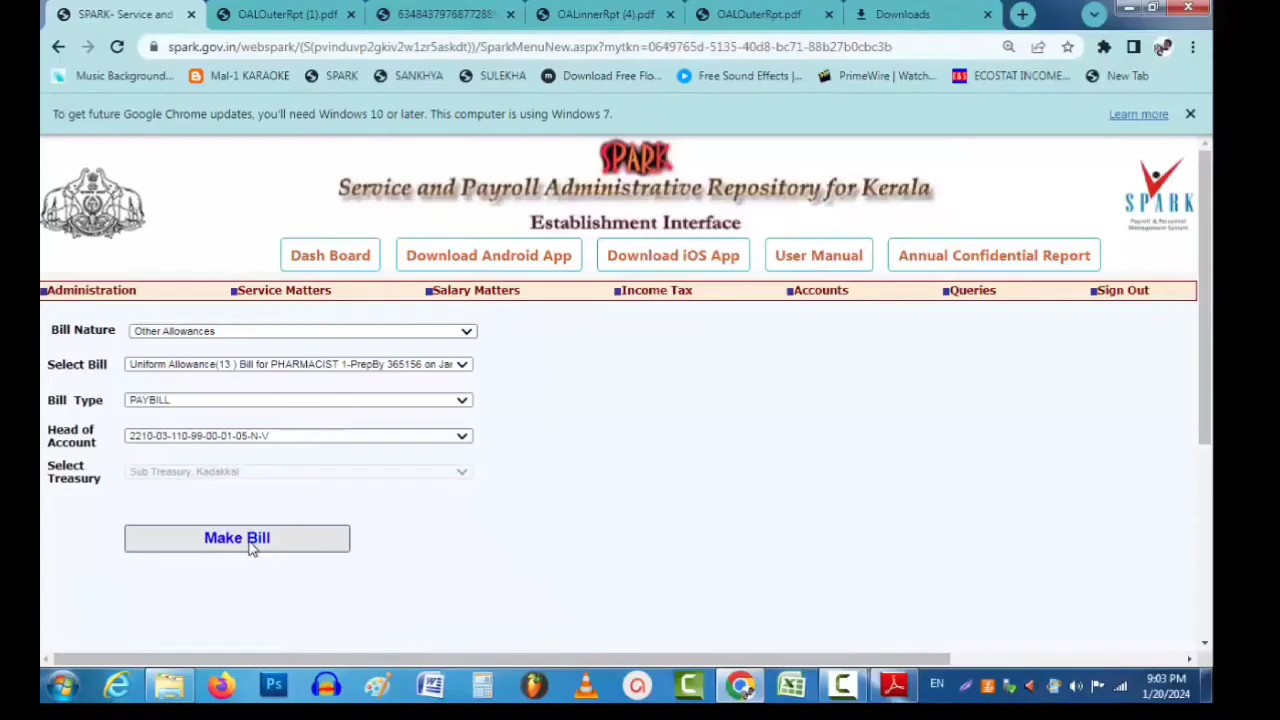 SPARK- Service and
OALOuterRpt (1).pdf
6348437976877288
OALinnerRpt (4).pdf
OALOuterRpt.pdf
Downloads
spark.gov.in/webspark/(S(pvinduvp2gkiv2w1zr5askdt))/SparkMenuNew.aspx?mytkn=0649765d-5135-40d8-bc71-88b27b0cbc3b
Music Background...
Mal-1 KARAOKE
SPARK
SANKHYA
SULEKHA
Download Free Flo...
Free Sound Effects |...
PrimeWire | Watch...
ECOSTAT INCOME...
New Tab
To get future Google Chrome updates, you'll need Windows 10 or later. This computer is using Windows 7.
Learn more
SPARK
Service and Payroll Administrative Repository for Kerala
Establishment Interface
SPARK
Payroll & Personnel
Management System
Dash Board
Download Android App
Download iOS App
User Manual
Annual Confidential Report
Administration
Service Matters
Salary Matters
Income Tax
Accounts
Queries
Sign Out
Bill Nature
Other Allowances
Select Bill
Uniform Allowance(13 ) Bill for PHARMACIST 1-PrepBy 365156 on Jar
Bill Type
PAYBILL
Head of
Account
2210-03-110-99-00-01-05-N-V
Select
Treasury
Sub Treasury, Kadakkal
Make Bill
Ps
EN
9:03 PM
1/20/2024